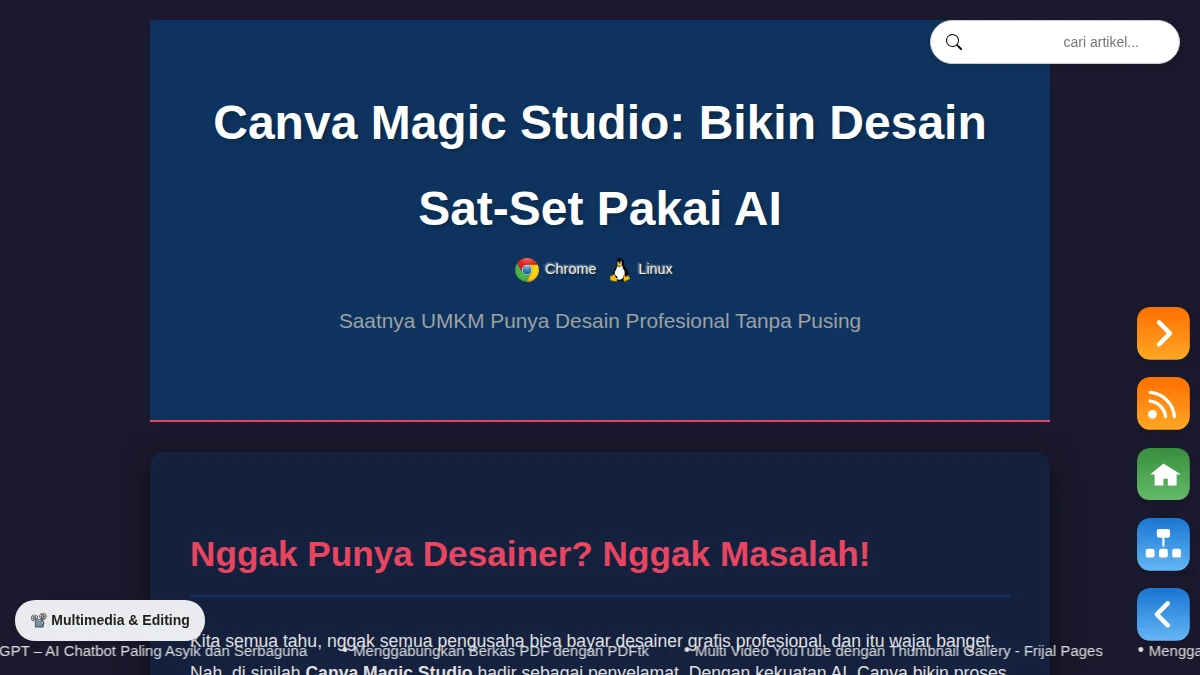 cari artikel...
Canva Magic Studio: Bikin Desain
Sat-Set Pakai AI
Chrome Linux
Saatnya UMKM Punya Desain Profesional Tanpa Pusing
Nggak Punya Desainer? Nggak Masalah!
Multimedia & Editing
Kita semua tahu, nggak semua pengusaha bisa bayar desainer grafis profesional, dan itu wajar banget.
GPT – AI Chatbot Paling Asyik dan Serbaguna • Menggabungkan Berkas PDF dengan PDFtk • Multi Video YouTube dengan Thumbnail Gallery - Frijal Pages • Mengga
Nah, di sinilah Canva Magic Studio hadir sebagai penyelamat. Dengan kekuatan AI, Canva bikin proses